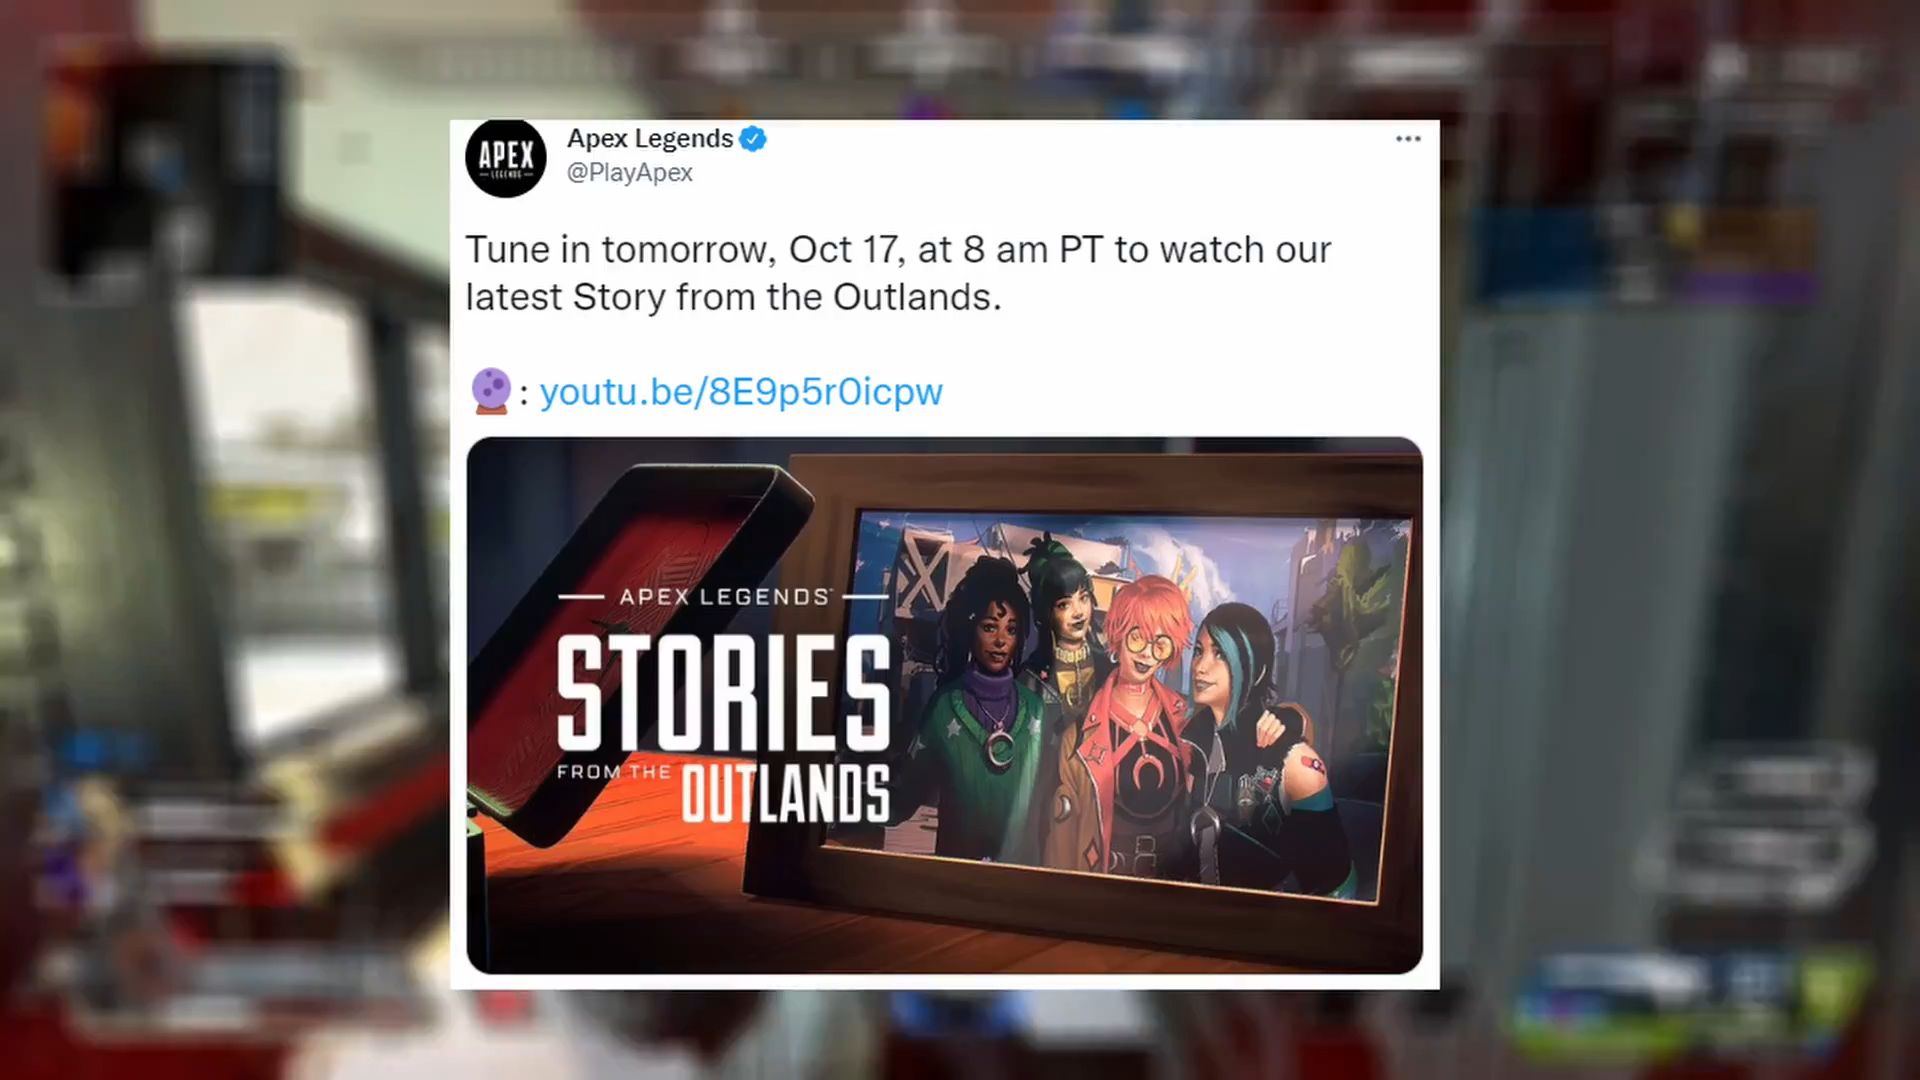 APEX
LEGENDS
Apex Legends
@PlayApex
Tune in tomorrow, Oct 17, at 8 am PT to watch our
latest Story from the Outlands.
: youtu.be/8E9p5r0icpw
APEX LEGENDS
STORIES
FROM THE OUTLANDS